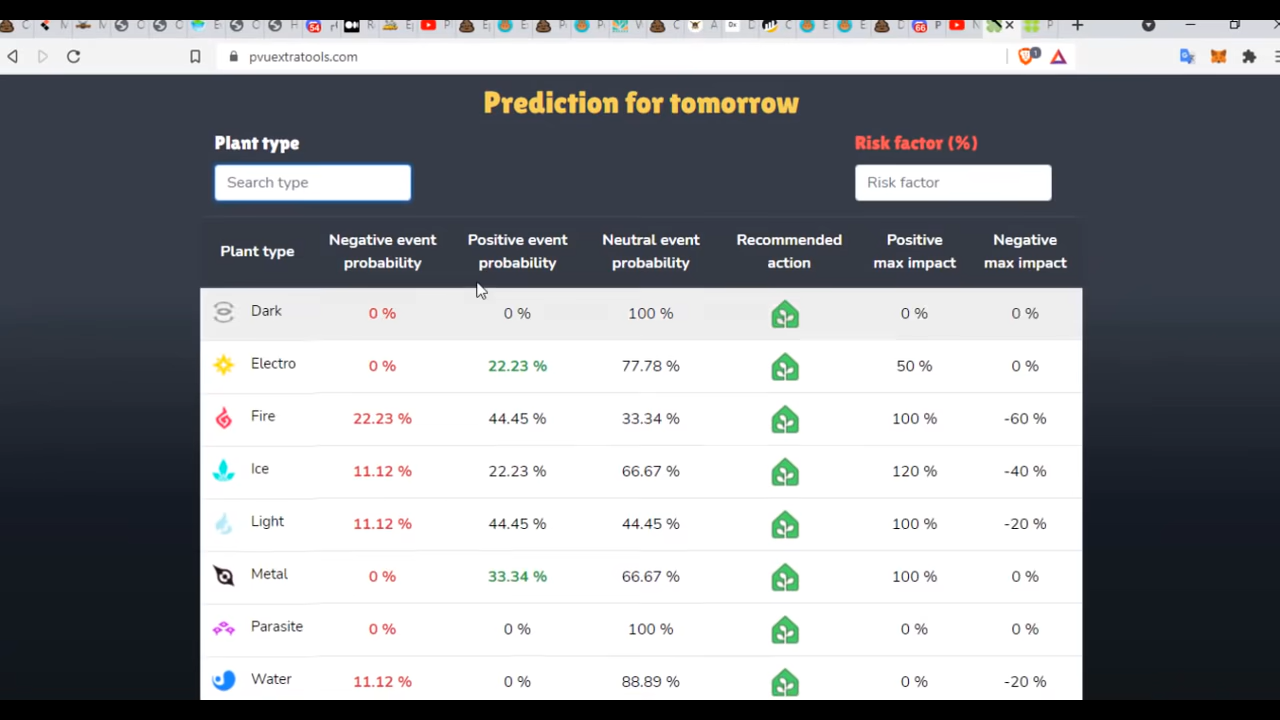 54
66
pvuextratools.com
1
Prediction for tomorrow
Plant type
Risk factor (%)
Search type
Risk factor
Plant type
Negative event probability
Positive event probability
Neutral event probability
Recommended action
Positive max impact
Negative max impact
Dark 0 % 0 % 100 % 0 % 0 %
Electro 0 % 22.23 % 77.78 % 50 % 0 %
Fire 22.23 % 44.45 % 33.34 % 100 % -60 %
Ice 11.12 % 22.23 % 66.67 % 120 % -40 %
Light 11.12 % 44.45 % 44.45 % 100 % -20 %
Metal 0 % 33.34 % 66.67 % 100 % 0 %
Parasite 0 % 0 % 100 % 0 % 0 %
Water 11.12 % 0 % 88.89 % 0 % -20 %